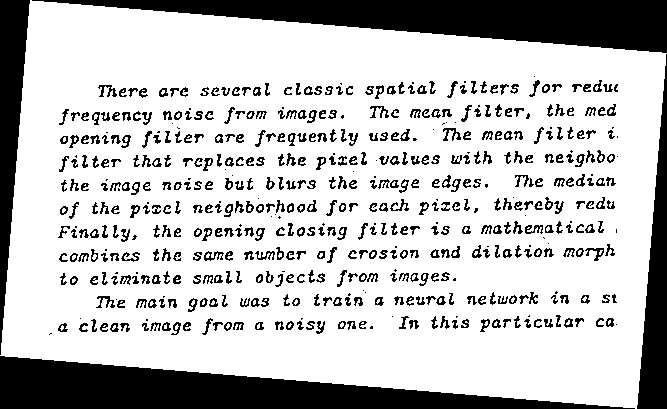 There are several classic spatial filters for reduc
frequency noise from images. The mean filter, the med
opening filter are frequently used. The mean filter i
filter that replaces the pixel values with the neighbo
the image noise but blurs the image edges. The median
of the pixel neighborhood for each pixel, thereby redu
Finally, the opening closing filter is a mathematical
combines the same number of erosion and dilation morph
to eliminate small objects from images.
The main goal was to train a neural network in a st
a clean image from a noisy one. In this particular ca